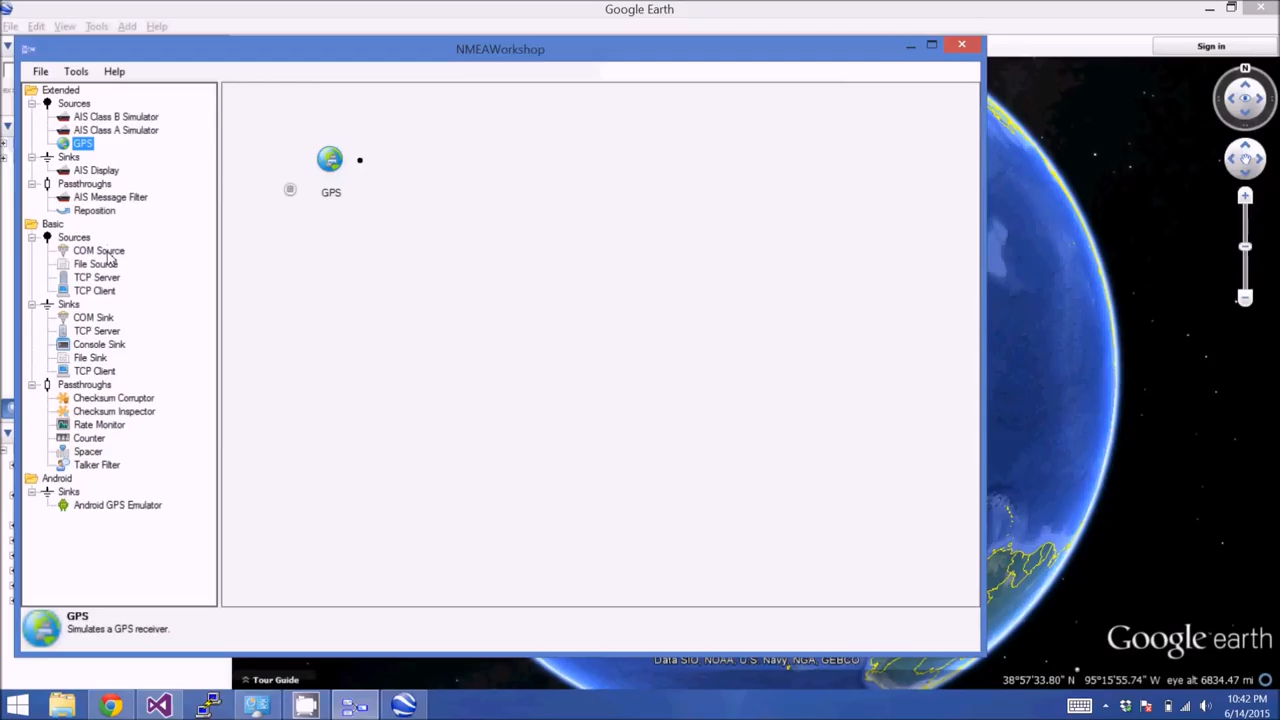 Google Earth
File Edit View Tools Add Help
NMEAWorkshop
Sign in
File Tools Help
N
Extended
Sources
AIS Class B Simulator
AIS Class A Simulator
GPS
Sinks
AIS Display
Passthroughs
AIS Message Filter
Reposition
Basic
Sources
COM Source
File Source
TCP Server
TCP Client
Sinks
COM Sink
TCP Server
Console Sink
File Sink
TCP Client
Passthroughs
Checksum Corruptor
Checksum Inspector
Rate Monitor
Counter
Spacer
Talker Filter
Android
Sinks
Android GPS Emulator
GPS
GPS
Simulates a GPS receiver.
Google earth
Data SIO, NOAA, U.S. Navy, NGA, GEBCO
Tour Guide
38°57'33.80" N 95°15'55.74" W eye alt 6834.47 mi
10:42 PM
6/14/2015